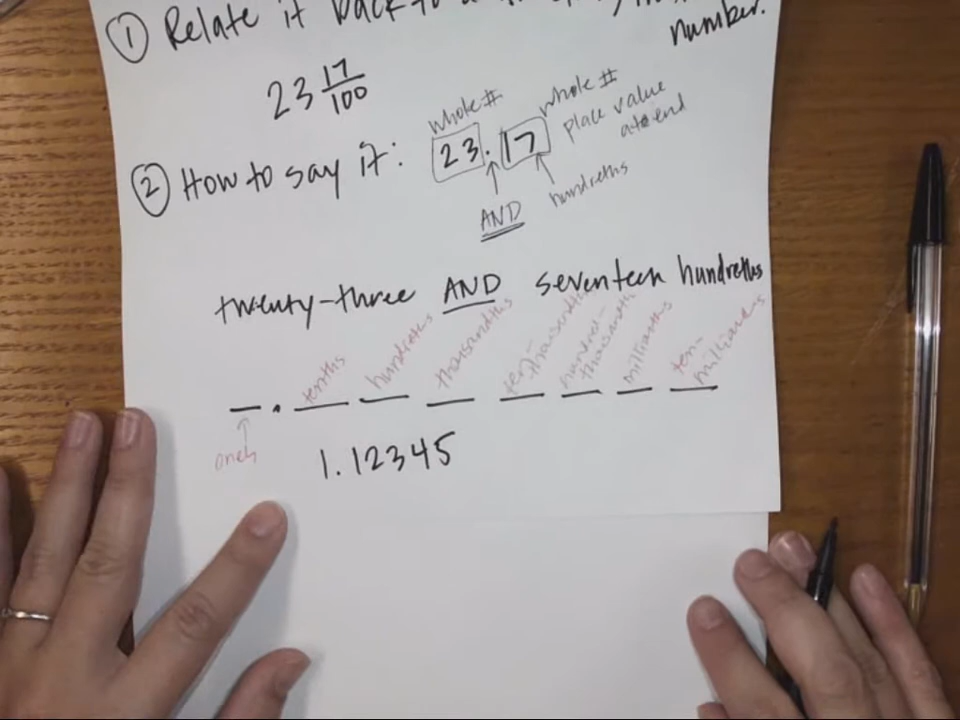 ① Relate it back to a
number.
23 17/100
whole #
whole #
② How to say it: 23.17
place value
at end
AND
hundreths
twenty-three AND seventeen hundreths
tenths hundreths thousandths ten-thousandths hundred-thousandths millionths ten-
_ . _ _ _ _ _ _ _
ones
1.12345